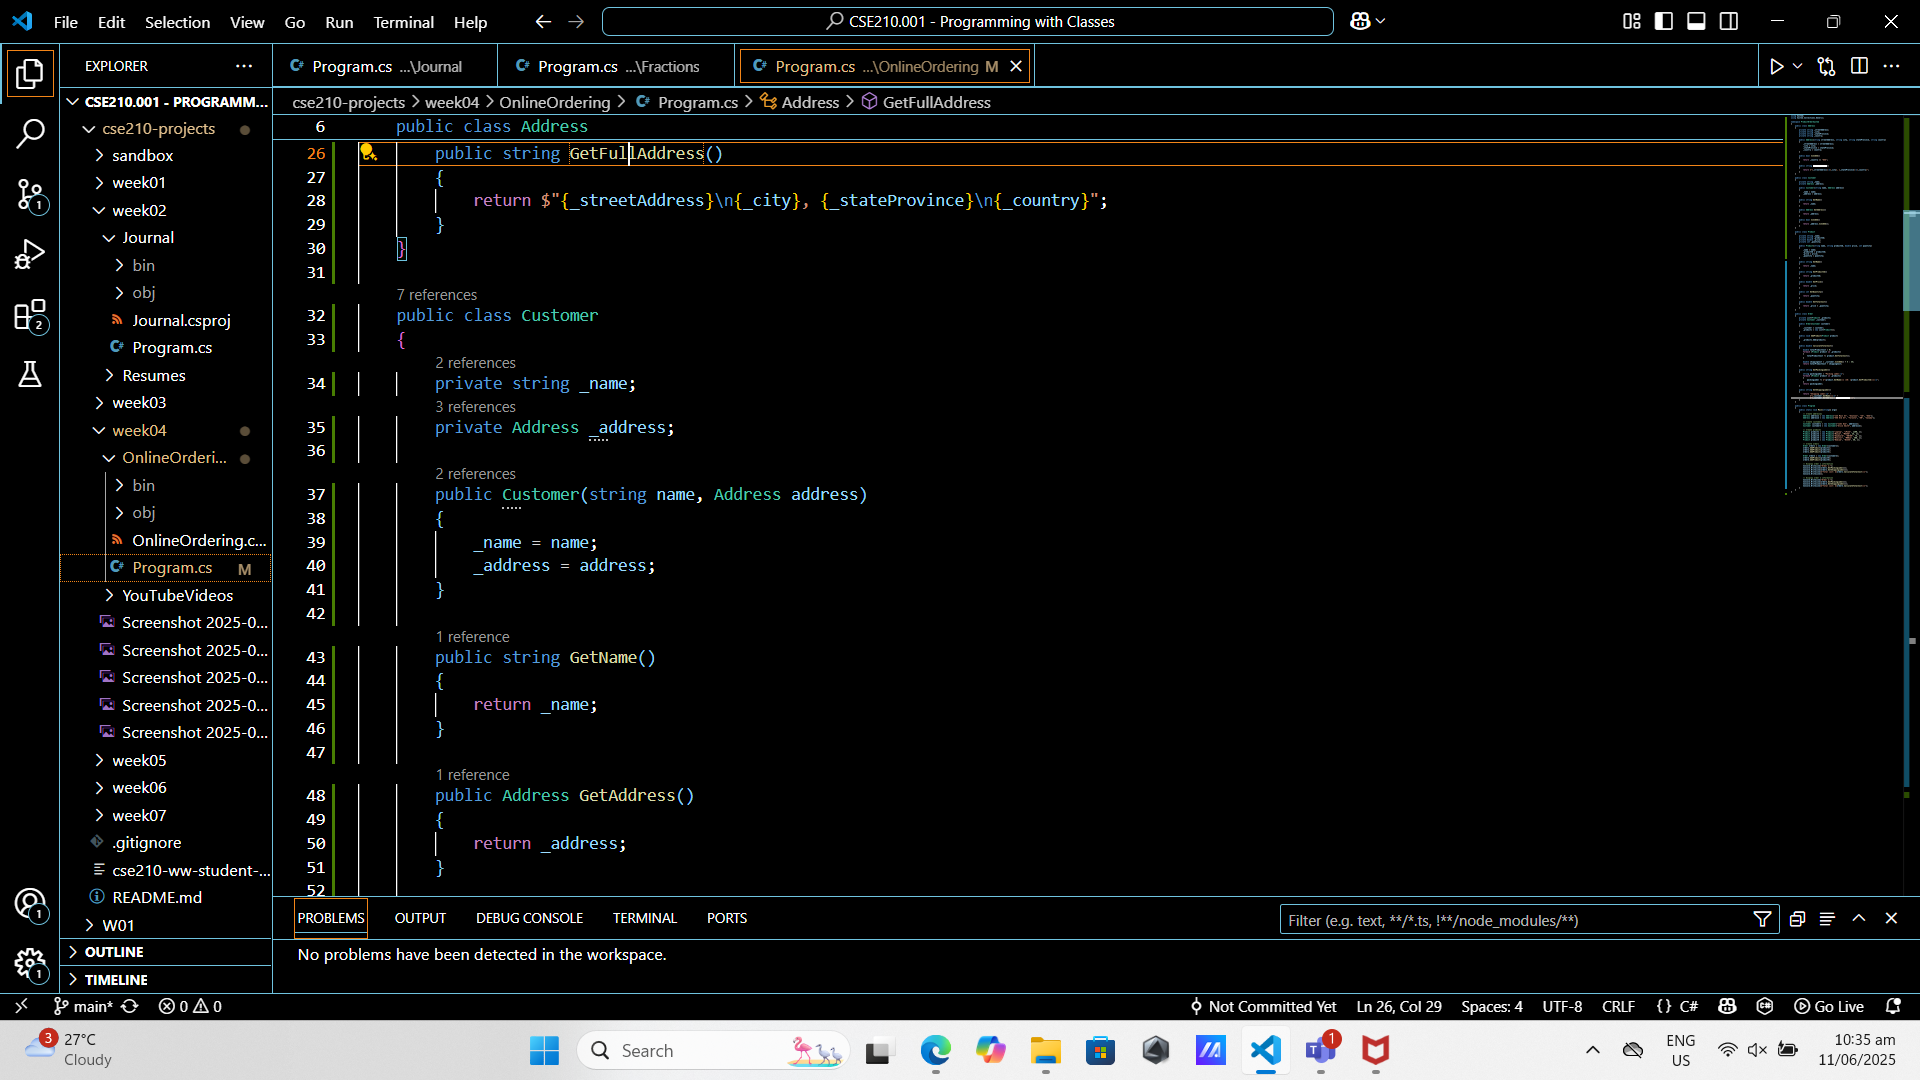 File Edit Selection View Go Run Terminal Help
CSE210.001 - Programming with Classes
EXPLORER
Program.cs ...\Journal
Program.cs ...\Fractions
Program.cs ...\OnlineOrdering M
CSE210.001 - PROGRAMM...
cse210-projects
sandbox
week01
week02
Journal
bin
obj
Journal.csproj
Program.cs
Resumes
week03
week04
OnlineOrderi...
bin
obj
OnlineOrdering.c...
Program.cs M
YouTubeVideos
Screenshot 2025-0...
Screenshot 2025-0...
Screenshot 2025-0...
Screenshot 2025-0...
Screenshot 2025-0...
week05
week06
week07
.gitignore
cse210-ww-student-...
README.md
W01
OUTLINE
TIMELINE
1
2
1
1
cse210-projects > week04 > OnlineOrdering > Program.cs > Address > GetFullAddress
6 public class Address
26 public string GetFullAddress()
27 {
28 return $"{_streetAddress}\n{_city}, {_stateProvince}\n{_country}";
29 }
30 }
31
7 references
32 public class Customer
33 {
2 references
34 private string _name;
3 references
35 private Address _address;
36
2 references
37 public Customer(string name, Address address)
38 {
39 _name = name;
40 _address = address;
41 }
42
1 reference
43 public string GetName()
44 {
45 return _name;
46 }
47
1 reference
48 public Address GetAddress()
49 {
50 return _address;
51 }
52
PROBLEMS OUTPUT DEBUG CONSOLE TERMINAL PORTS
Filter (e.g. text, **/*.ts, !**/node_modules/**)
No problems have been detected in the workspace.
main* 0 0
Not Committed Yet Ln 26, Col 29 Spaces: 4 UTF-8 CRLF {} C# Go Live
3
27°C
Cloudy
Search
1
ENG
US
10:35 am
11/06/2025